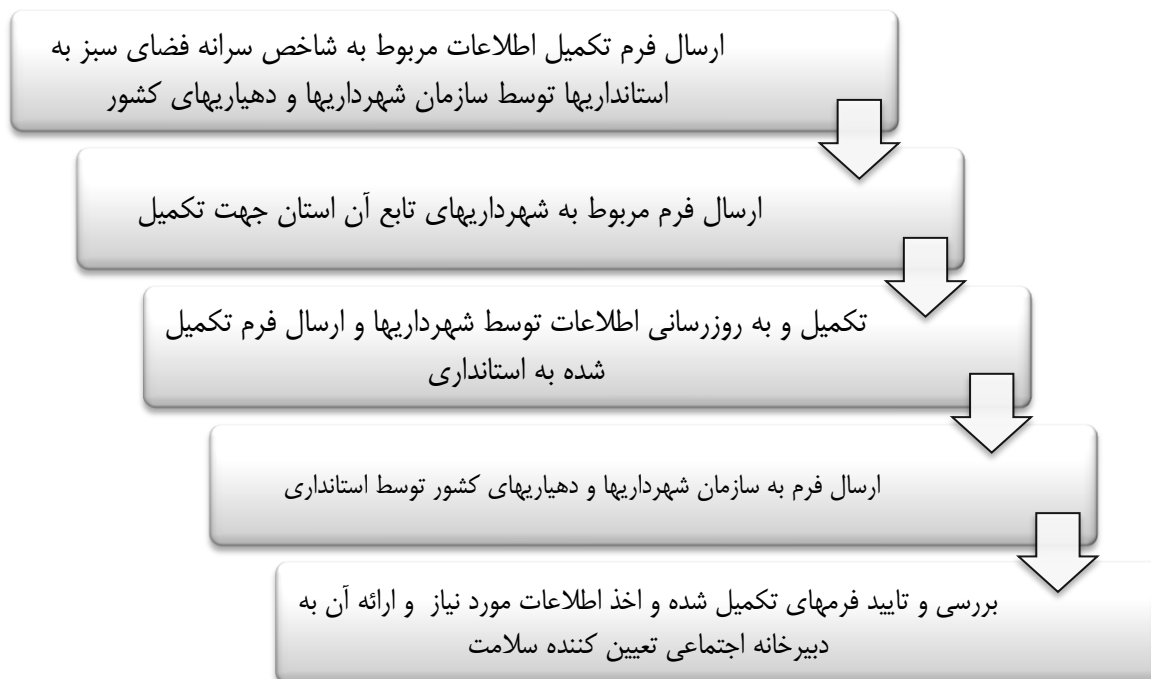 ارسال فرم تکمیل اطلاعات مربوط به شاخص سرانه فضای سبز به
استانداریها توسط سازمان شهرداریها و دهیاریهای کشور
ارسال فرم مربوط به شهرداریهای تابع آن استان جهت تکمیل
تکمیل و به روزرسانی اطلاعات توسط شهرداریها و ارسال فرم تکمیل
شده به استانداری
ارسال فرم به سازمان شهرداریها و دهیاریهای کشور توسط استانداری
بررسی و تایید فرمهای تکمیل شده و اخذ اطلاعات مورد نیاز و ارائه آن به
دبیرخانه اجتماعی تعیین کننده سلامت